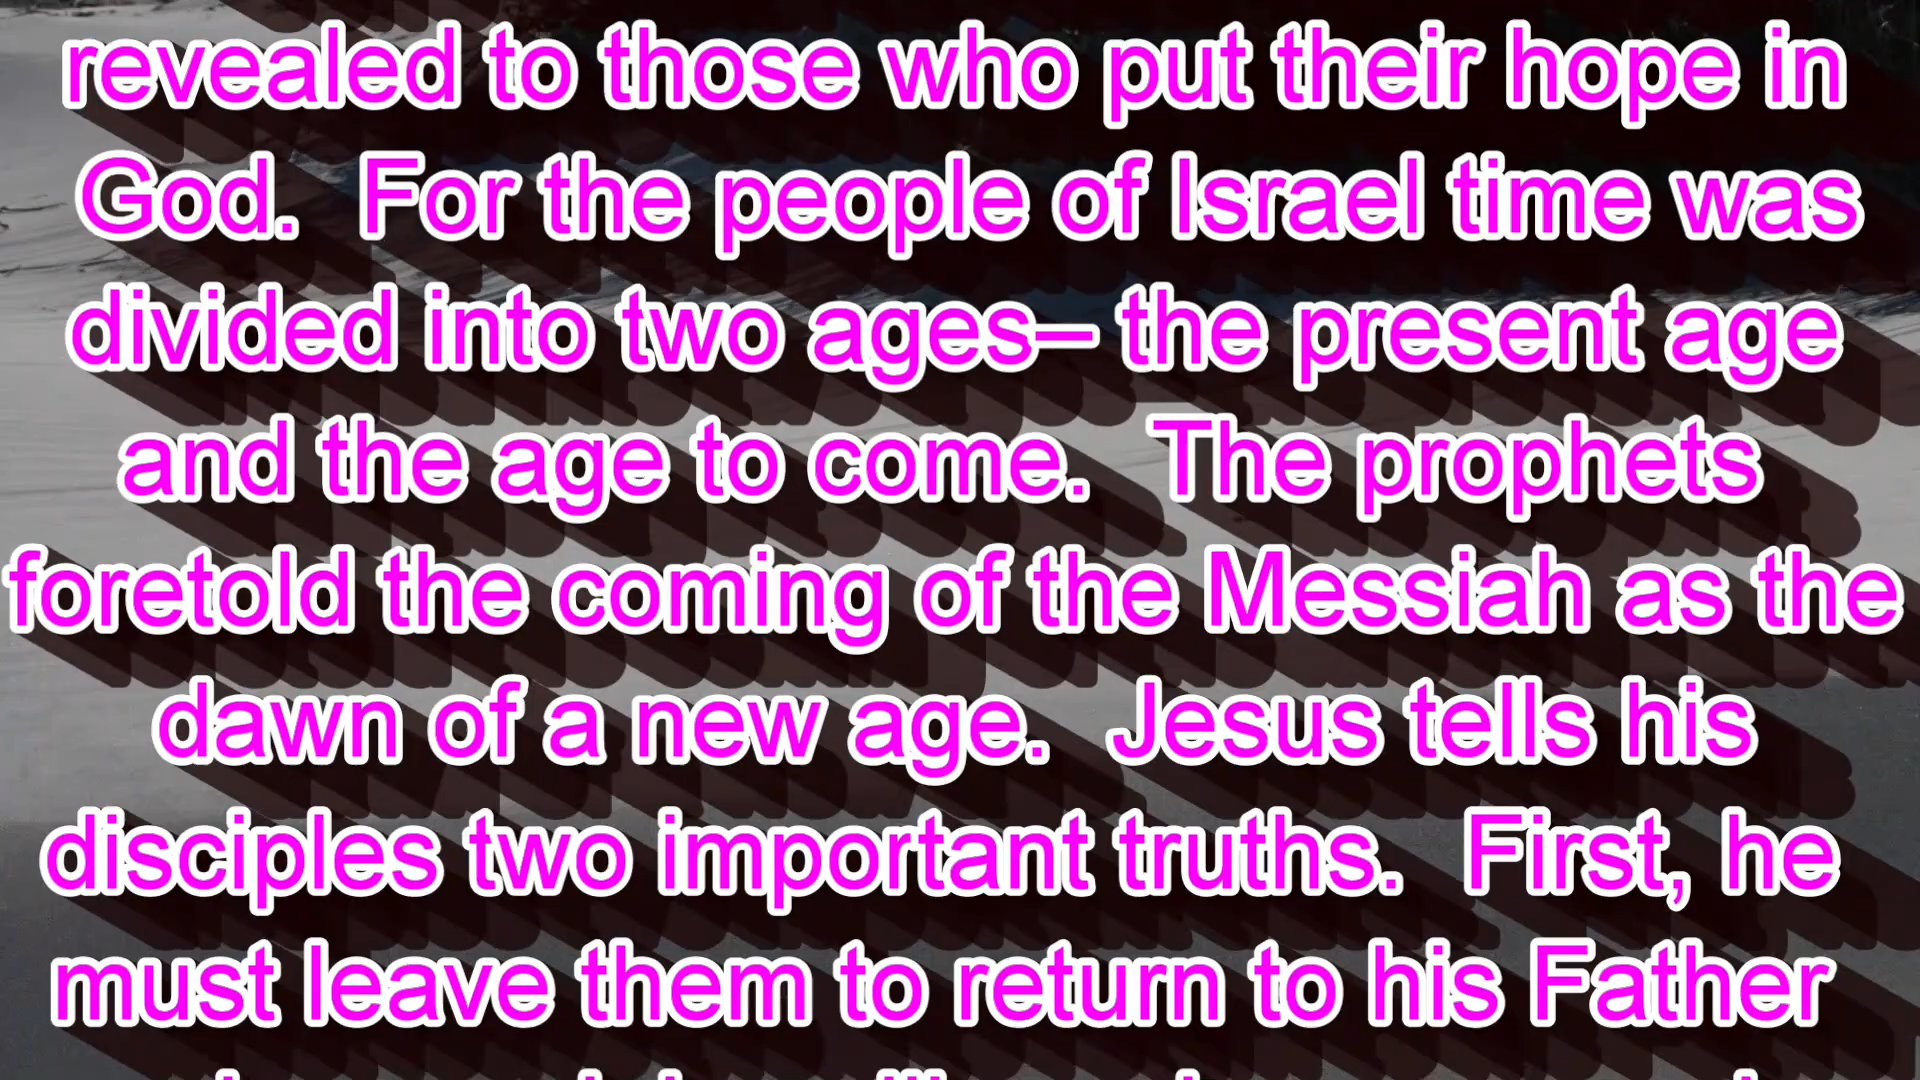 revealed to those who put their hope in
God.  For the people of Israel time was
divided into two ages– the present age
and the age to come.  The prophets
foretold the coming of the Messiah as the
dawn of a new age.  Jesus tells his
disciples two important truths.  First, he
must leave them to return to his Father